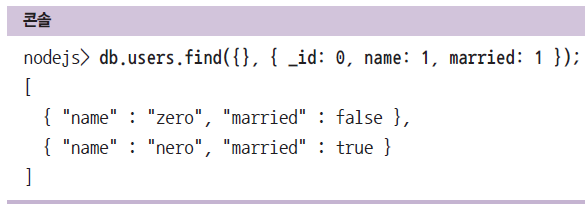 콘솔
nodejs> db.users.find({}, { _id: 0, name: 1, married: 1 });
[
{ "name" : "zero", "married" : false },
{ "name" : "nero", "married" : true }
]